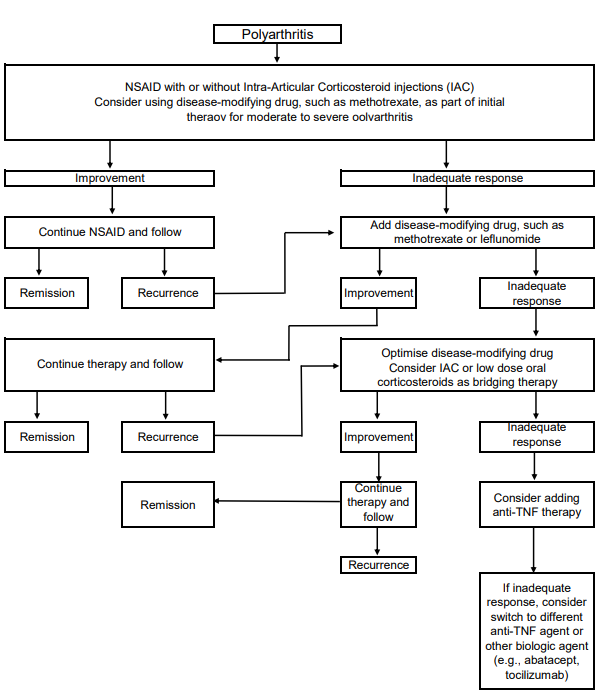 Polyarthritis
NSAID with or without Intra-Articular Corticosteroid injections (IAC)
Consider using disease-modifying drug, such as methotrexate, as part of initial
theraov for moderate to severe oolvarthritis
Improvement
Inadequate response
Continue NSAID and follow
Add disease-modifying drug, such as
methotrexate or leflunomide
Remission
Recurrence
Improvement
Inadequate
response
Continue therapy and follow
Optimise disease-modifying drug
Consider IAC or low dose oral
corticosteroids as bridging therapy
Remission
Recurrence
Improvement
Inadequate
response
Remission
Continue
therapy and
follow
Consider adding
anti-TNF therapy
Recurrence
If inadequate
response, consider
switch to different
anti-TNF agent or
other biologic agent
(e.g., abatacept,
tocilizumab)